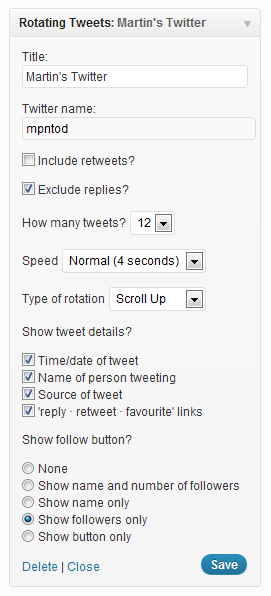 Rotating Tweets: Martin's Twitter
Title:
Martin's Twitter
Twitter name:
mpntod
Include retweets?
Exclude replies?
How many tweets? 12
Speed Normal (4 seconds)
Type of rotation Scroll Up
Show tweet details?
Time/date of tweet
Name of person tweeting
Source of tweet
'reply · retweet · favourite' links
Show follow button?
None
Show name and number of followers
Show name only
Show followers only
Show button only
Delete | Close Save